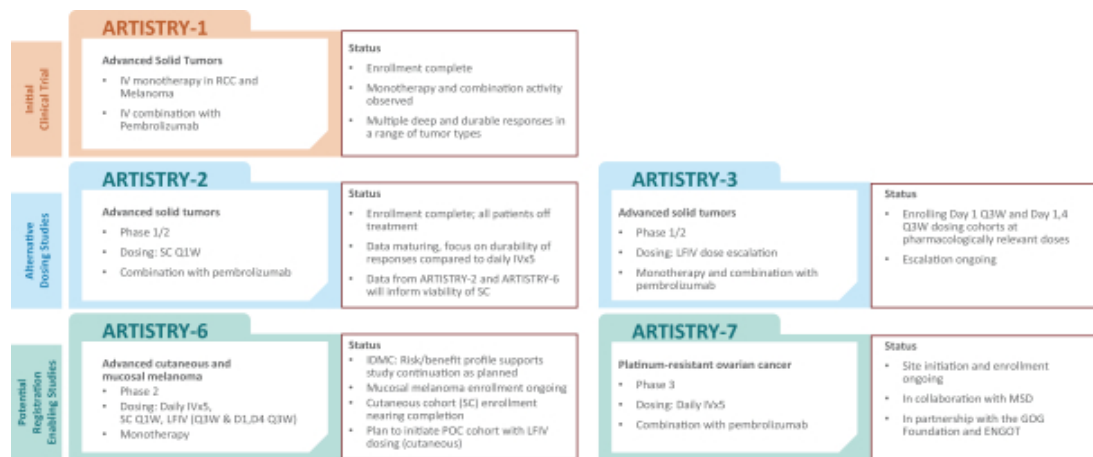 Initial
Clinical Trial
ARTISTRY-1
Advanced Solid Tumors
• IV monotherapy in RCC and
Melanoma
• IV combination with
Pembrolizumab
Status
• Enrollment complete
• Monotherapy and combination activity
observed
• Multiple deep and durable responses in
a range of tumor types
Alternative
Dosing Studies
ARTISTRY-2
Advanced solid tumors
• Phase 1/2
• Dosing: SC Q1W
• Combination with pembrolizumab
Status
• Enrollment complete; all patients off
treatment
• Data maturing, focus on durability of
responses compared to daily IVx5
• Data from ARTISTRY-2 and ARTISTRY-6
will inform viability of SC
ARTISTRY-3
Advanced solid tumors
• Phase 1/2
• Dosing: LFIV dose escalation
• Monotherapy and combination with
pembrolizumab
Status
• Enrolling Day 1 Q3W and Day 1,4
Q3W dosing cohorts at
pharmacologically relevant doses
• Escalation ongoing
Potential
Registration
Enabling Studies
ARTISTRY-6
Advanced cutaneous and
mucosal melanoma
• Phase 2
• Dosing: Daily IVx5,
SC Q1W, LFIV (Q3W & D1,D4 Q3W)
• Monotherapy
Status
• IDMC: Risk/benefit profile supports
study continuation as planned
• Mucosal melanoma enrollment ongoing
• Cutaneous cohort (SC) enrollment
nearing completion
• Plan to initiate POC cohort with LFIV
dosing (cutaneous)
ARTISTRY-7
Platinum-resistant ovarian cancer
• Phase 3
• Dosing: Daily IVx5
• Combination with pembrolizumab
Status
• Site initiation and enrollment
ongoing
• In collaboration with MSD
• In partnership with the GOG
Foundation and ENGOT